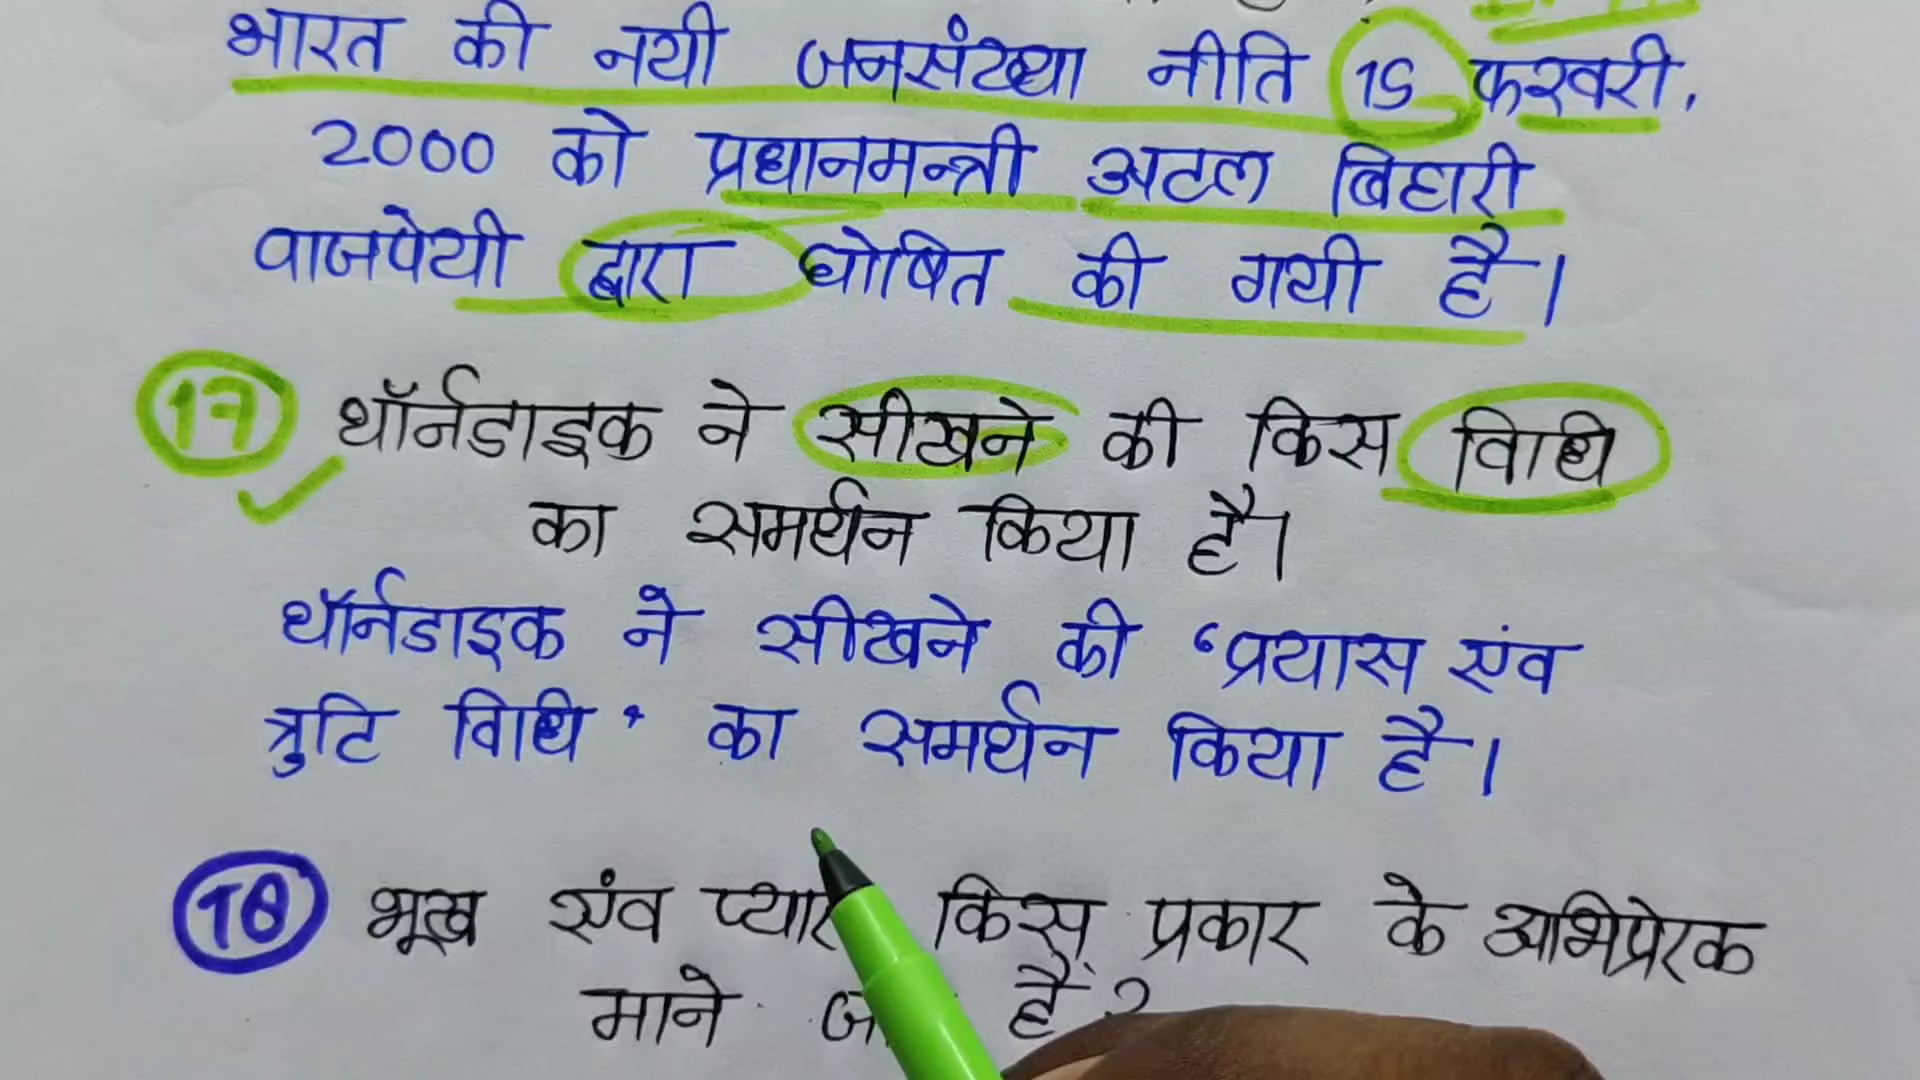 भारत की नयी जनसंख्या नीति 15 फरवरी,
2000 को प्रधानमन्त्री अटल बिहारी
वाजपेयी द्वारा घोषित की गयी है।
17 थॉर्नडाइक ने सीखने की किस विधि
का समर्थन किया है।
थॉर्नडाइक ने सीखने की ‘प्रयास एंव
त्रुटि विधि’ का समर्थन किया है।
18 भूख एंव प्यार किस प्रकार के अभिप्रेरक
माने है?